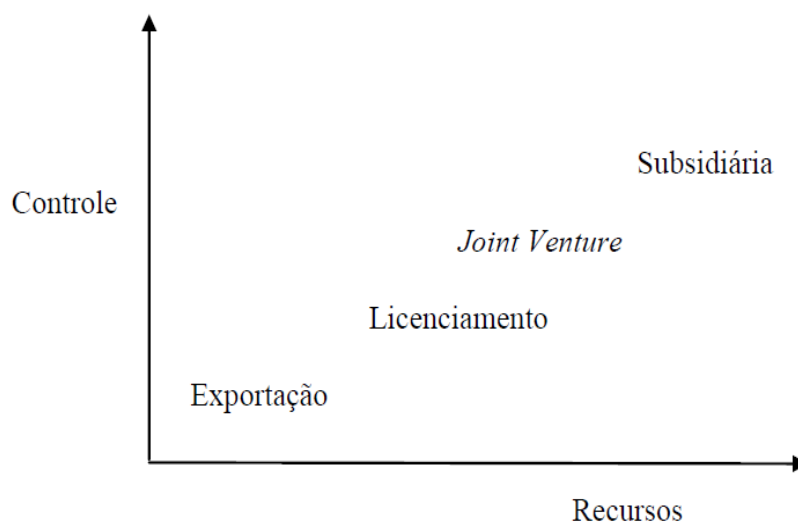 Subsidiária
Controle
Joint Venture
Licenciamento
Exportação
Recursos